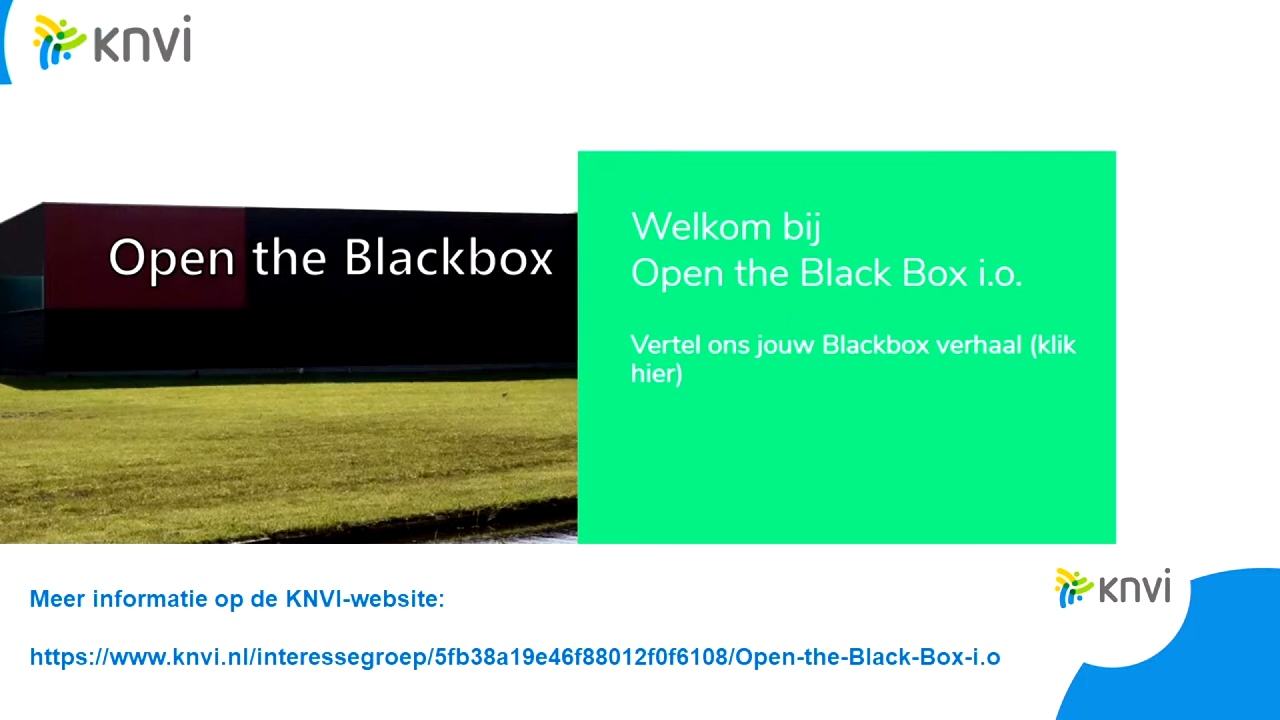 knvi
Open the Blackbox
Welkom bij
Open the Black Box i.o.
Vertel ons jouw Blackbox verhaal (klik
hier)
Meer informatie op de KNVI-website:
knvi
https://www.knvi.nl/interessegroep/5fb38a19e46f88012f0f6108/Open-the-Black-Box-i.o